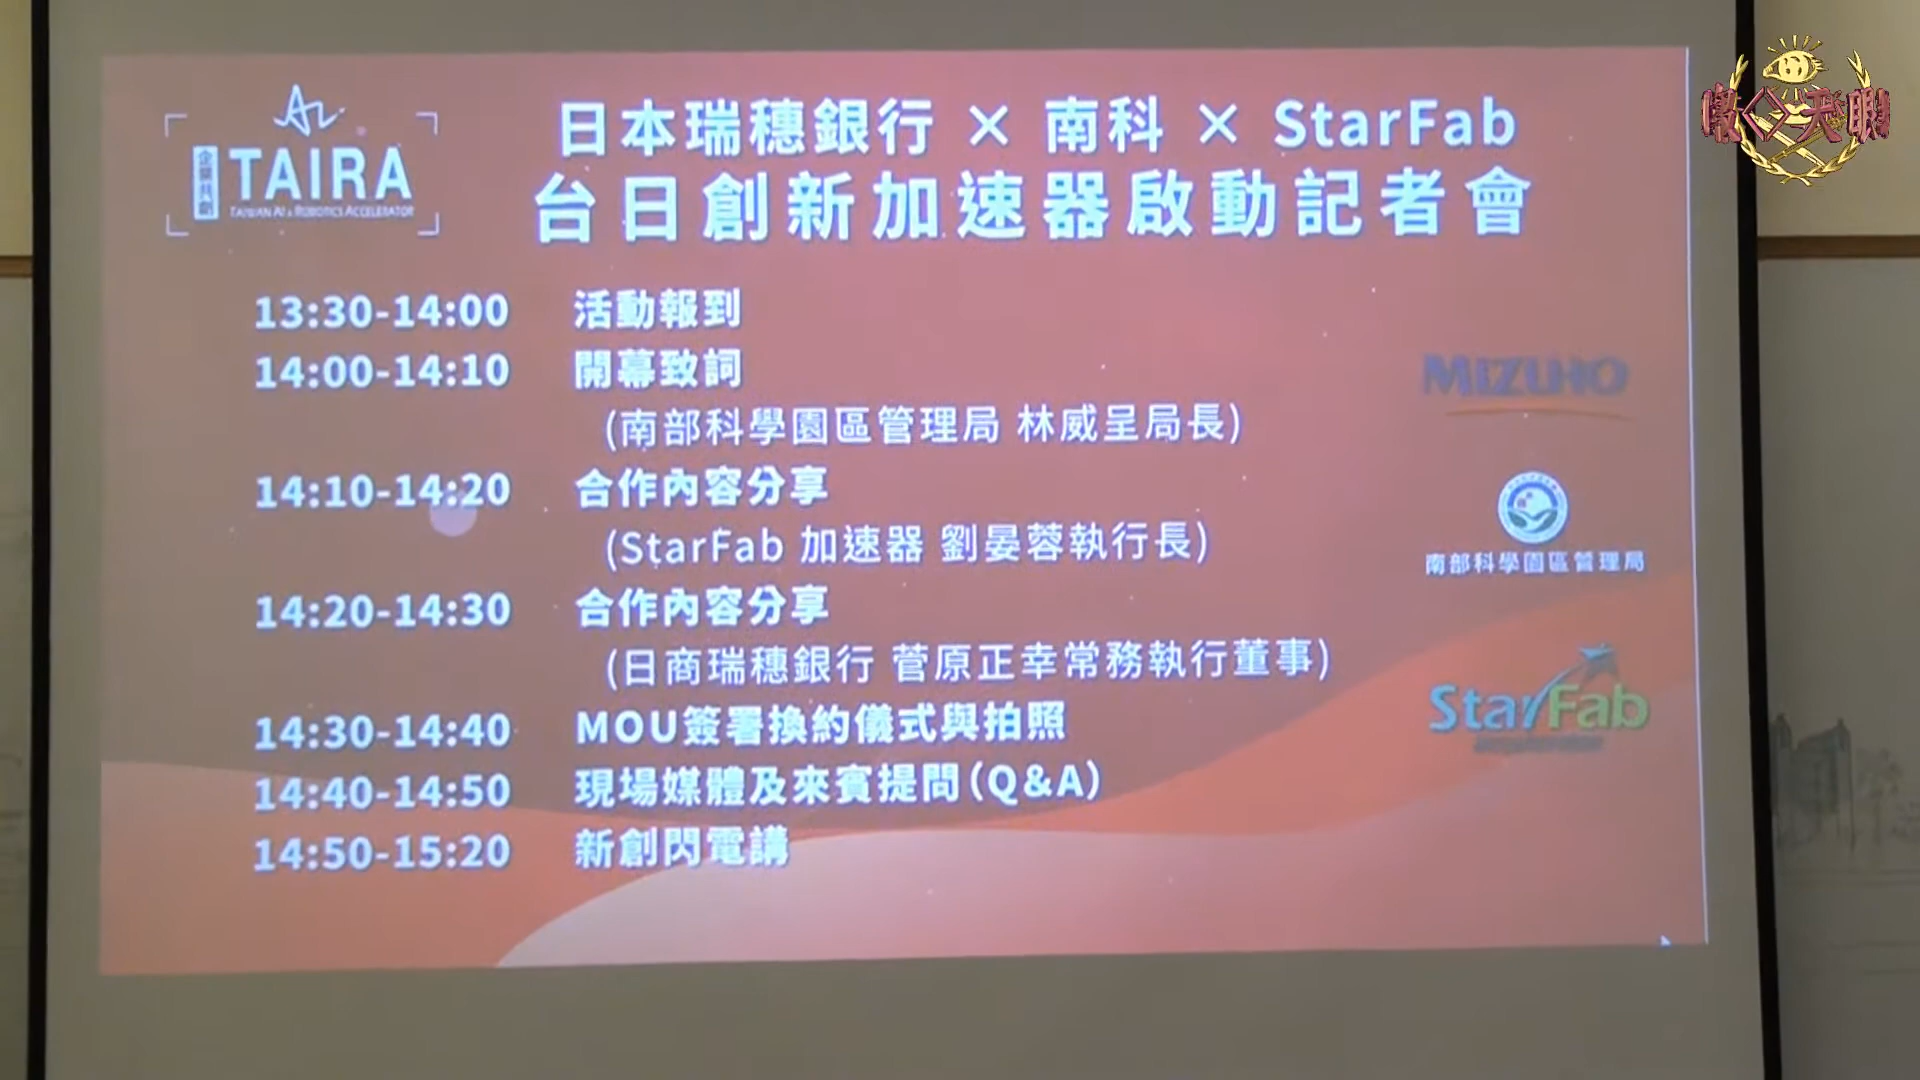 TAIRA
TAIWAN AI & ROBOTICS ACCELERATOR
日本瑞穗銀行 × 南科 × StarFab
台日創新加速器啟動記者會
13:30-14:00 活動報到
14:00-14:10 開幕致詞
(南部科學園區管理局 林威呈局長)
14:10-14:20 合作內容分享
(StarFab 加速器 劉晏蓉執行長)
14:20-14:30 合作內容分享
(日商瑞穗銀行 菅原正幸常務執行董事)
14:30-14:40 MOU簽署換約儀式與拍照
14:40-14:50 現場媒體及來賓提問(Q&A)
14:50-15:20 新創閃電講
MIZUHO
南部科學園區管理局
StarFab